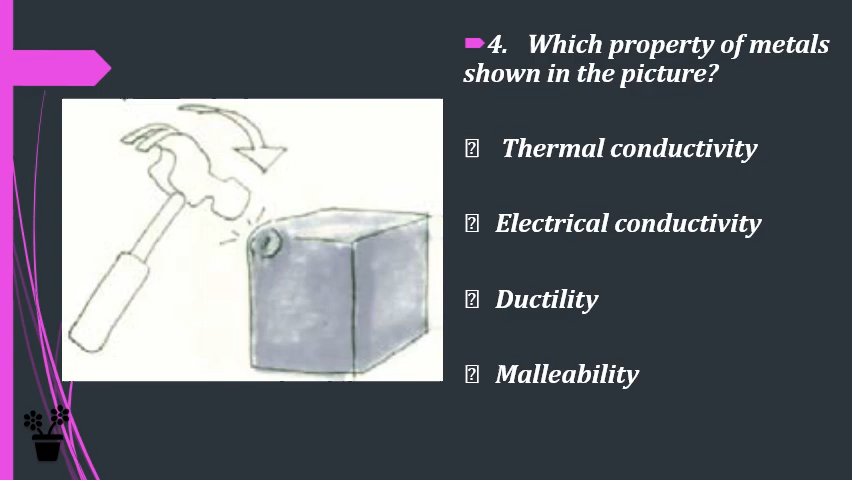 4. Which property of metals
shown in the picture?
Thermal conductivity
Electrical conductivity
Ductility
Malleability